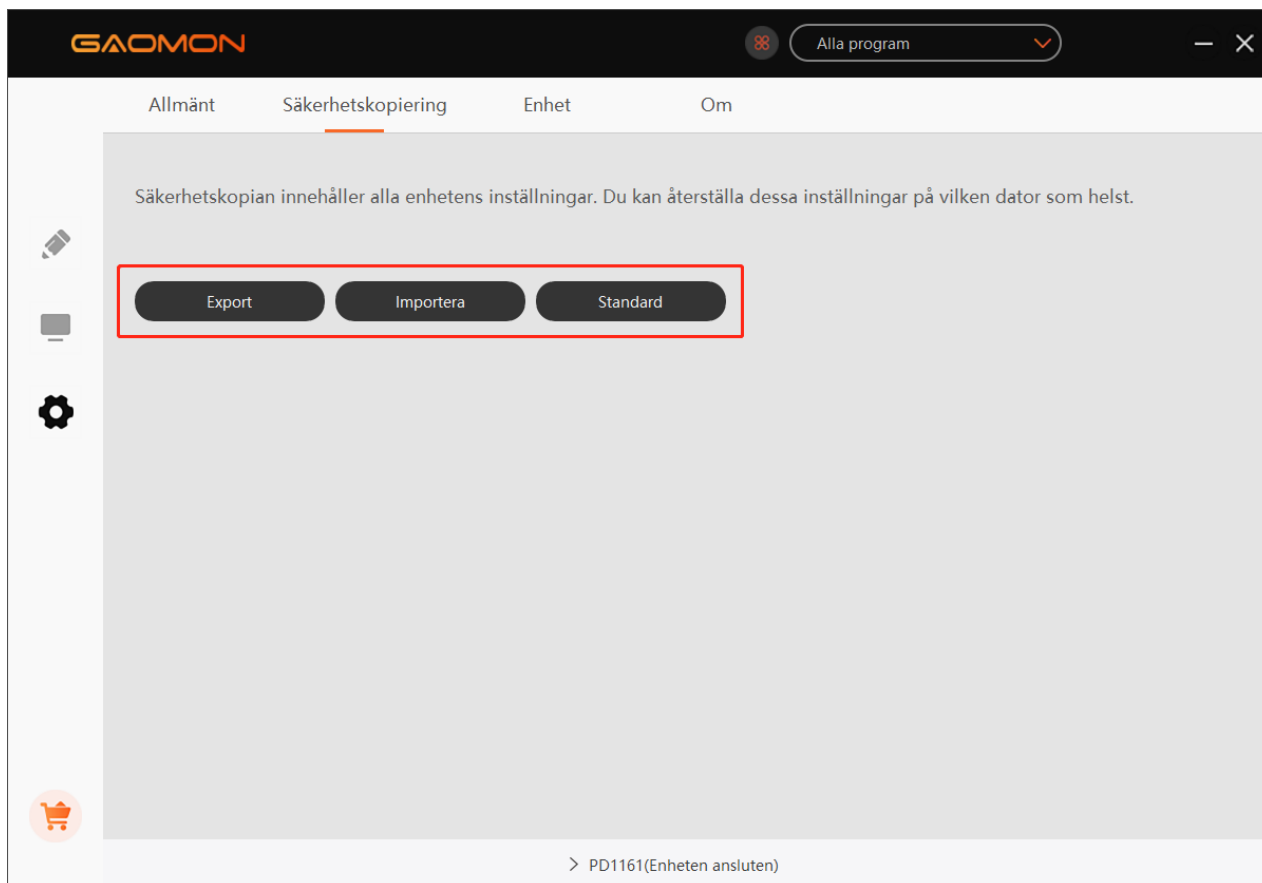 GAOMON
Alla program
Allmänt Säkerhetskopiering Enhet Om
Säkerhetskopian innehåller alla enhetens inställningar. Du kan återställa dessa inställningar på vilken dator som helst.
Export Importera Standard
PD1161(Enheten ansluten)